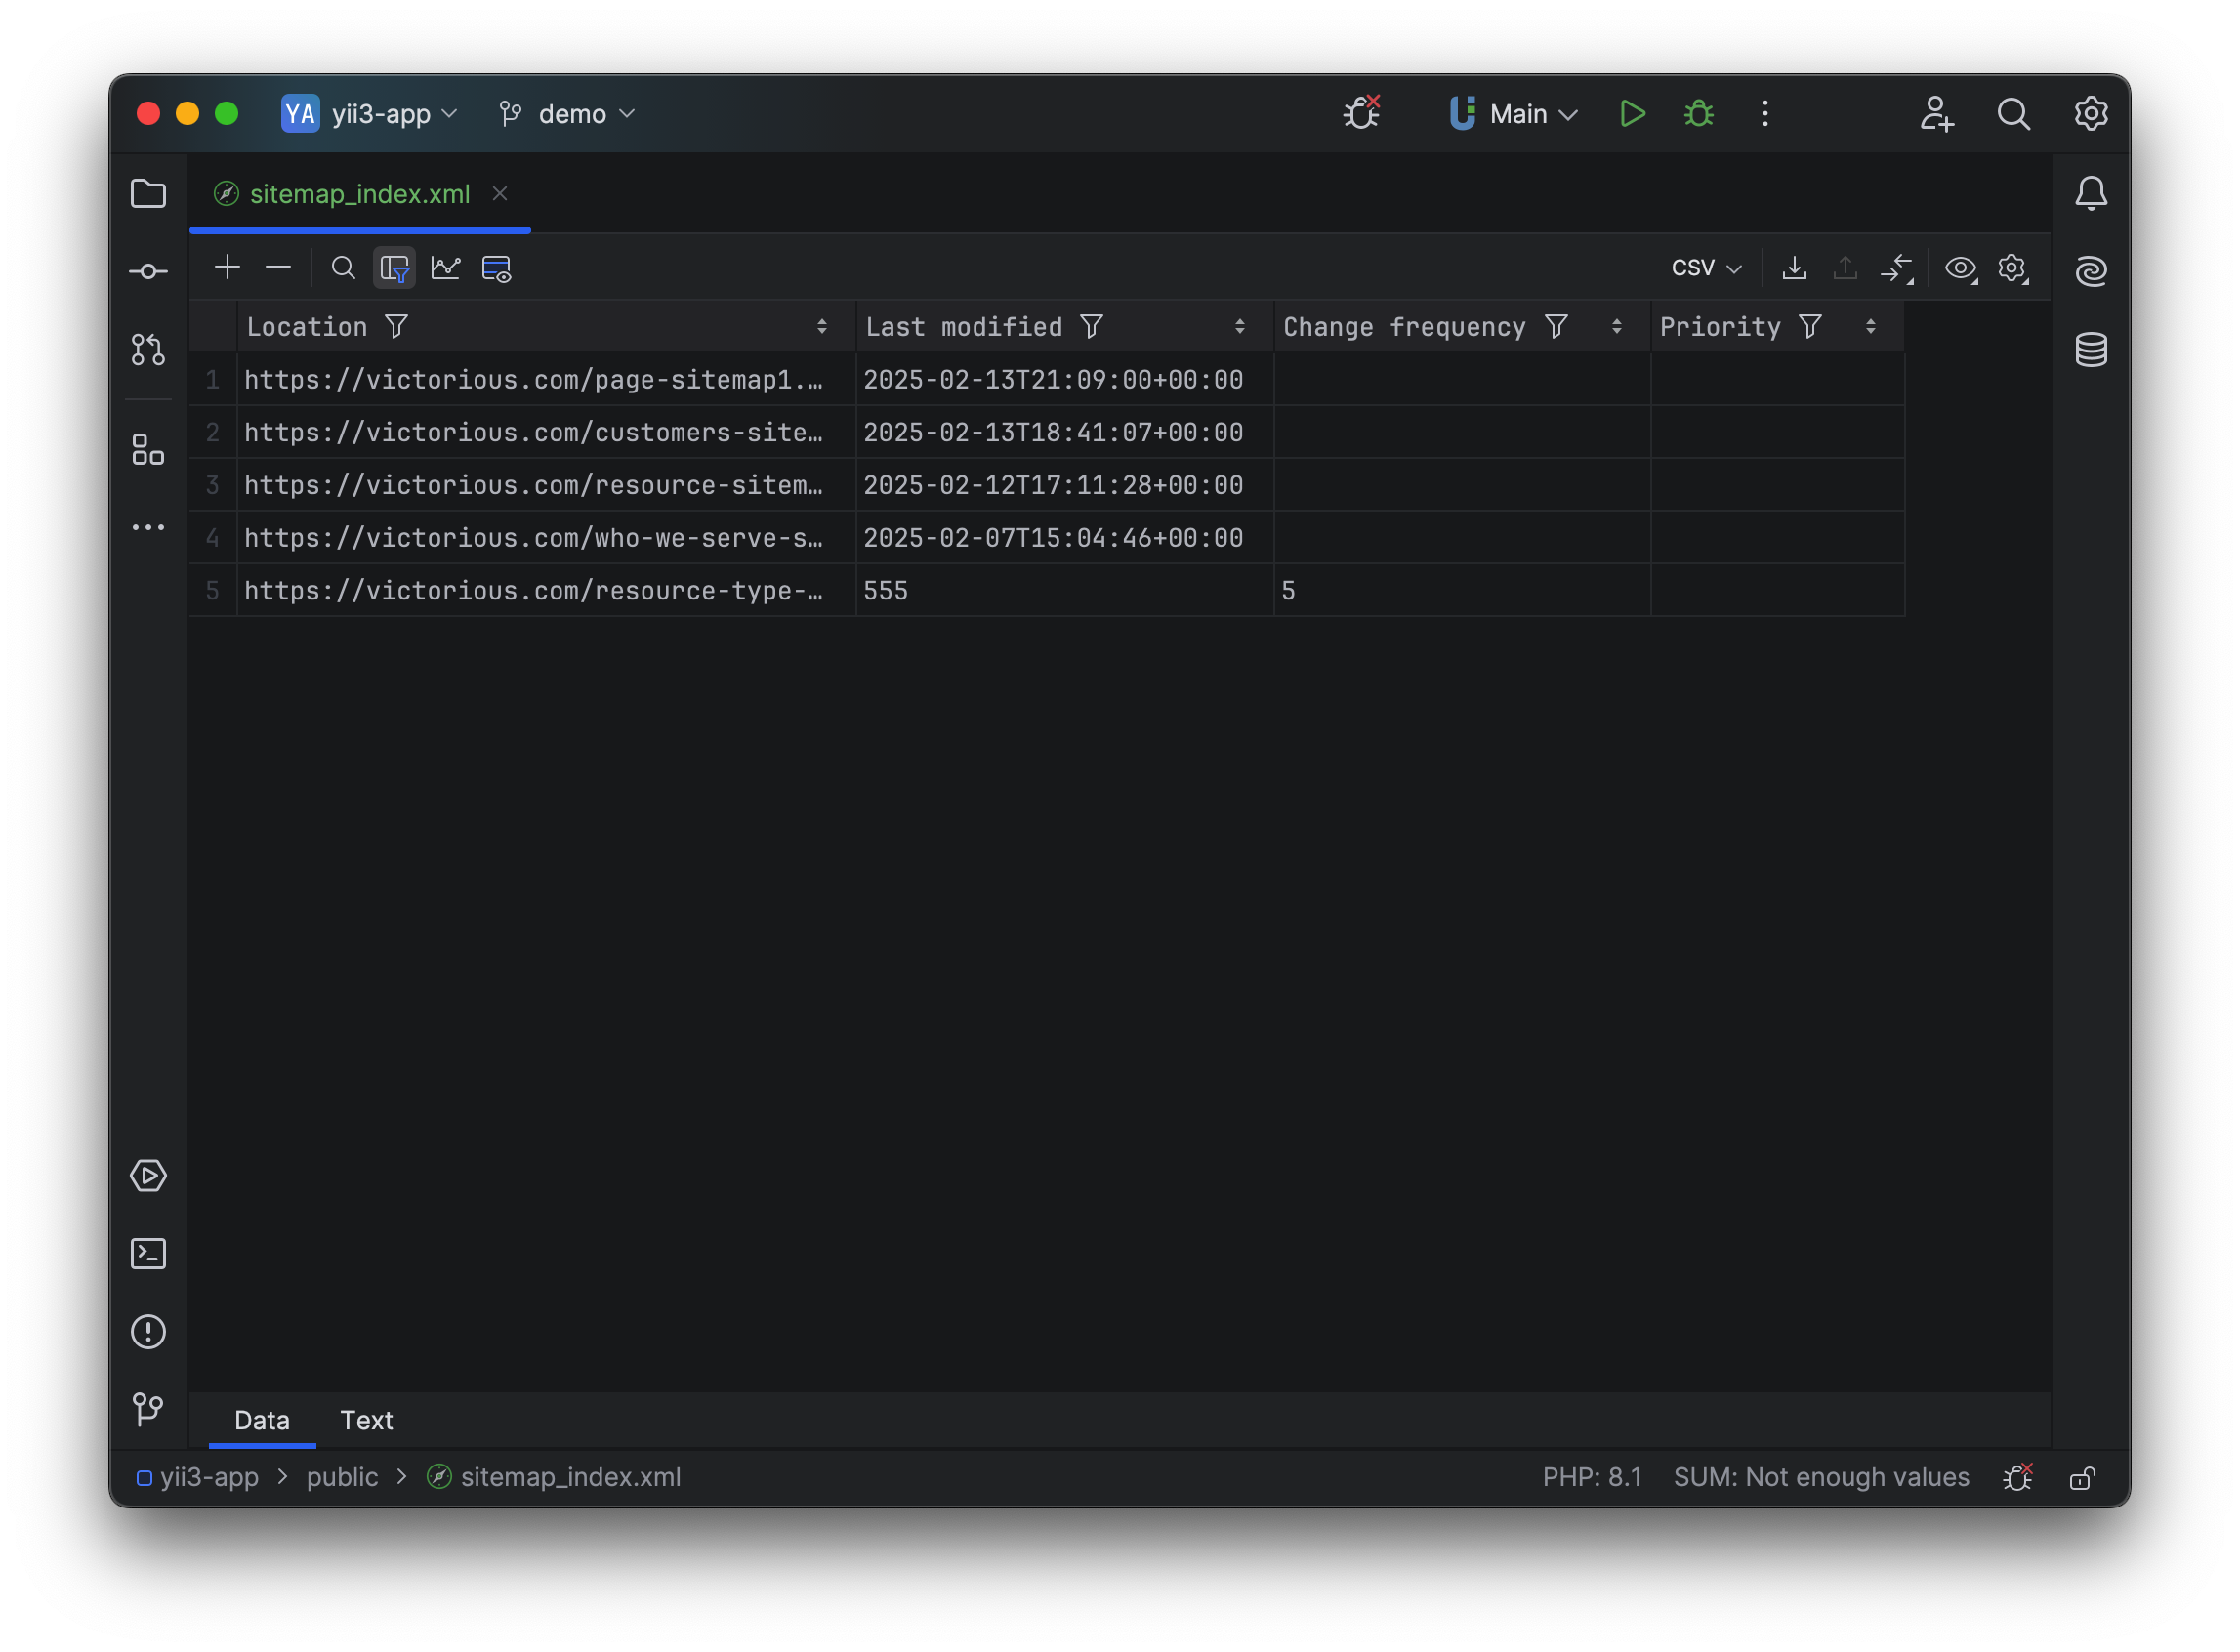 YA yii3-app demo Main
sitemap_index.xml
CSV
Location Last modified Change frequency Priority
1 https://victorious.com/page-sitemap1.… 2025-02-13T21:09:00+00:00
2 https://victorious.com/customers-site… 2025-02-13T18:41:07+00:00
3 https://victorious.com/resource-sitem… 2025-02-12T17:11:28+00:00
4 https://victorious.com/who-we-serve-s… 2025-02-07T15:04:46+00:00
5 https://victorious.com/resource-type-… 555 5
Data Text
yii3-app > public > sitemap_index.xml PHP: 8.1 SUM: Not enough values